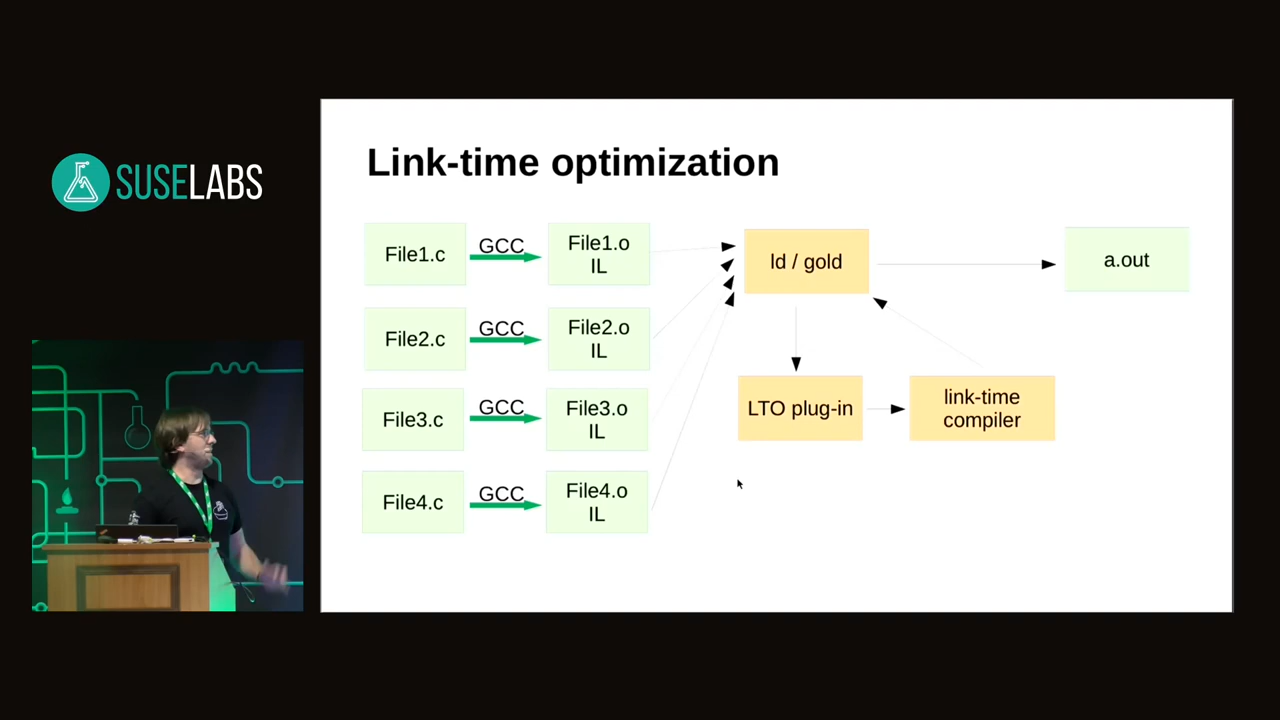 SUSELABS
Link-time optimization
File1.c
GCC
File1.o
IL
ld / gold
a.out
File2.c
GCC
File2.o
IL
File3.c
GCC
File3.o
IL
LTO plug-in
link-time
compiler
File4.c
GCC
File4.o
IL